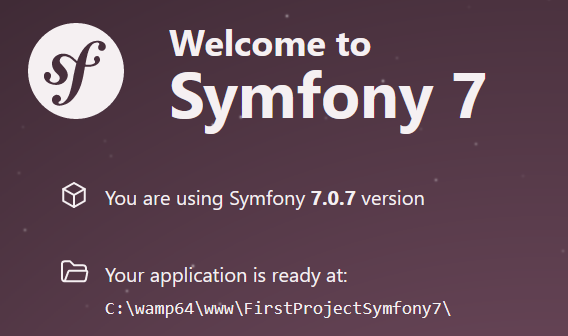 sf
Welcome to
Symfony 7
You are using Symfony 7.0.7 version
Your application is ready at:
C:\wamp64\www\FirstProjectSymfony7\